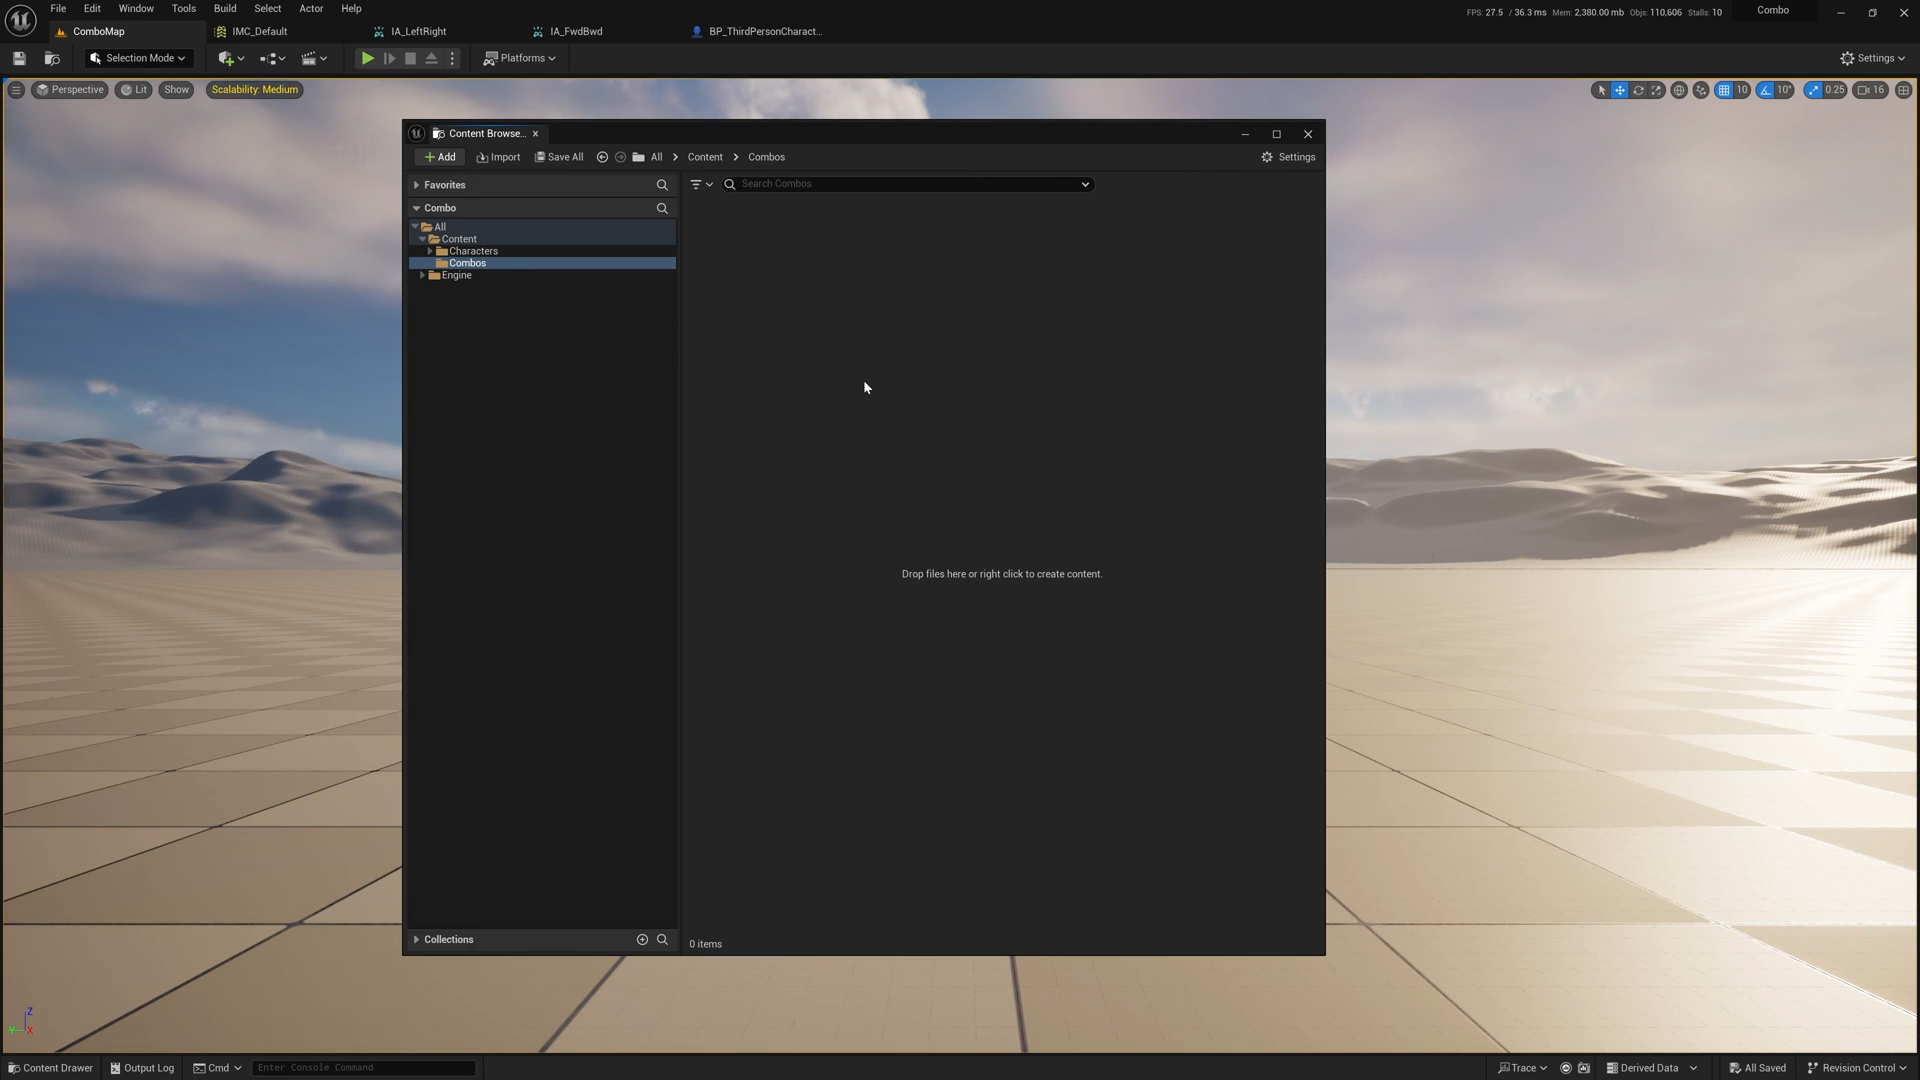 File Edit Window Tools Build Select Actor Help
FPS: 27.5 / 36.3 ms Mem: 2,380.00 mb Objs: 110,606 Stalls: 10
Combo
ComboMap
IMC_Default
IA_LeftRight
IA_FwdBwd
BP_ThirdPersonCharact...
Selection Mode
Platforms
Settings
Perspective
Lit
Show
Scalability: Medium
10
10°
0.25
16
Content Browse...
Add
Import
Save All
All
Content
Combos
Settings
Favorites
Search Combos
Combo
All
Content
Characters
Combos
Engine
Drop files here or right click to create content.
Collections
0 items
Z
Y
X
Content Drawer
Output Log
Cmd
Enter Console Command
Trace
Derived Data
All Saved
Revision Control